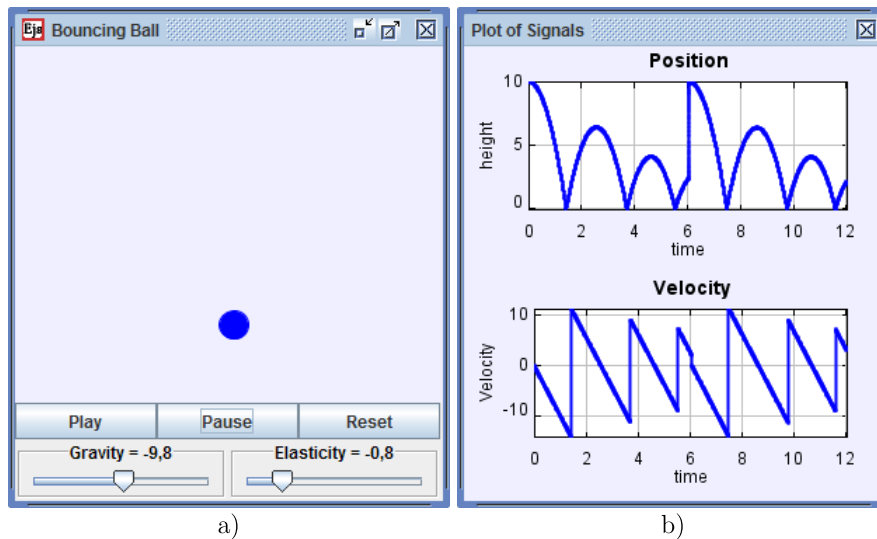 Ejs Bouncing Ball
Play Pause Reset
Gravity = -9,8 Elasticity = -0,8
a)
Plot of Signals
Position
10
5
0
height
0 2 4 6 8 10 12
time
Velocity
10
0
-10
Velocity
0 2 4 6 8 10 12
time
b)